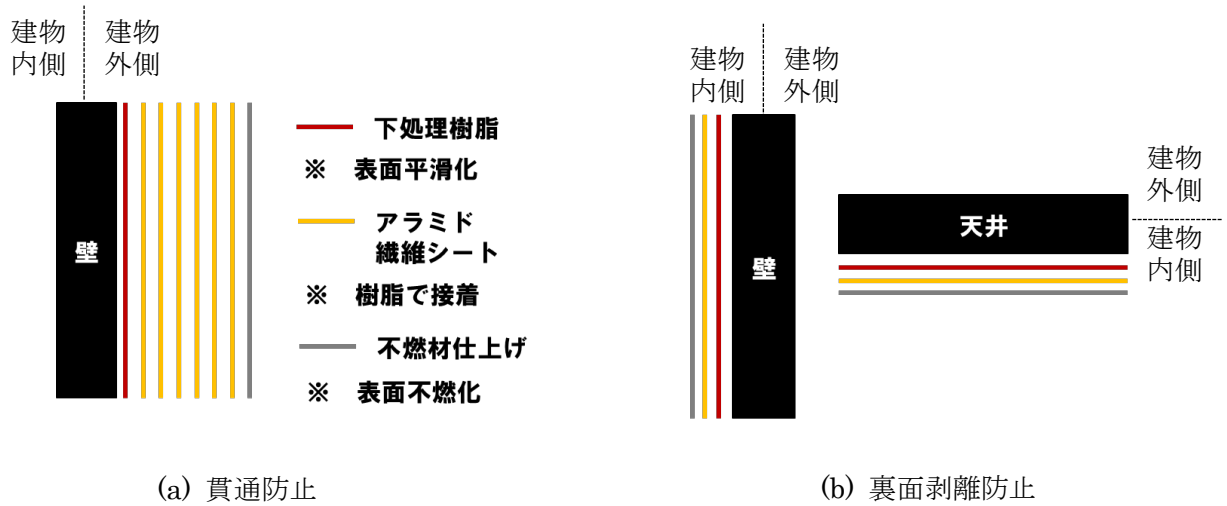 建物
内側
建物
外側
壁
下処理樹脂
※ 表面平滑化
アラミド
繊維シート
※ 樹脂で接着
不燃材仕上げ
※ 表面不燃化
(a) 貫通防止
建物
内側
建物
外側
壁
天井
建物
外側
建物
内側
(b) 裏面剥離防止